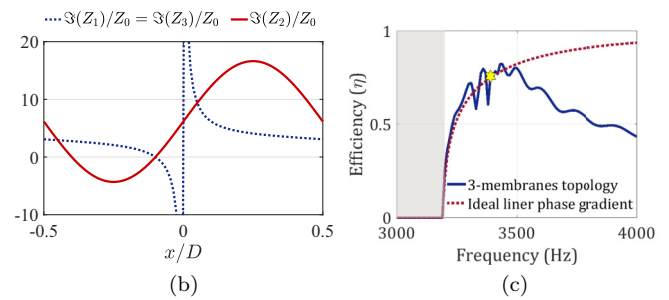 ℑ(Z₁)/Z₀ = ℑ(Z₃)/Z₀ ℑ(Z₂)/Z₀
40
20
0
-10
-0.5
0
0.5
x/D
(b)
1
0.5
0
3000
3500
4000
Efficiency (η)
3-membranes topology
Ideal liner phase gradient
Frequency (Hz)
(c)